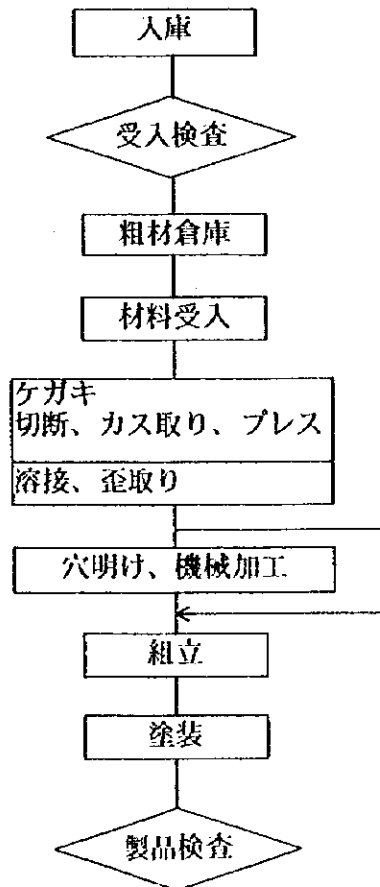 入庫
受入検査
粗材倉庫
材料受入
ケガキ
切断、カス取り、プレス
溶接、歪取り
穴明け、機械加工
組立
塗装
製品検査